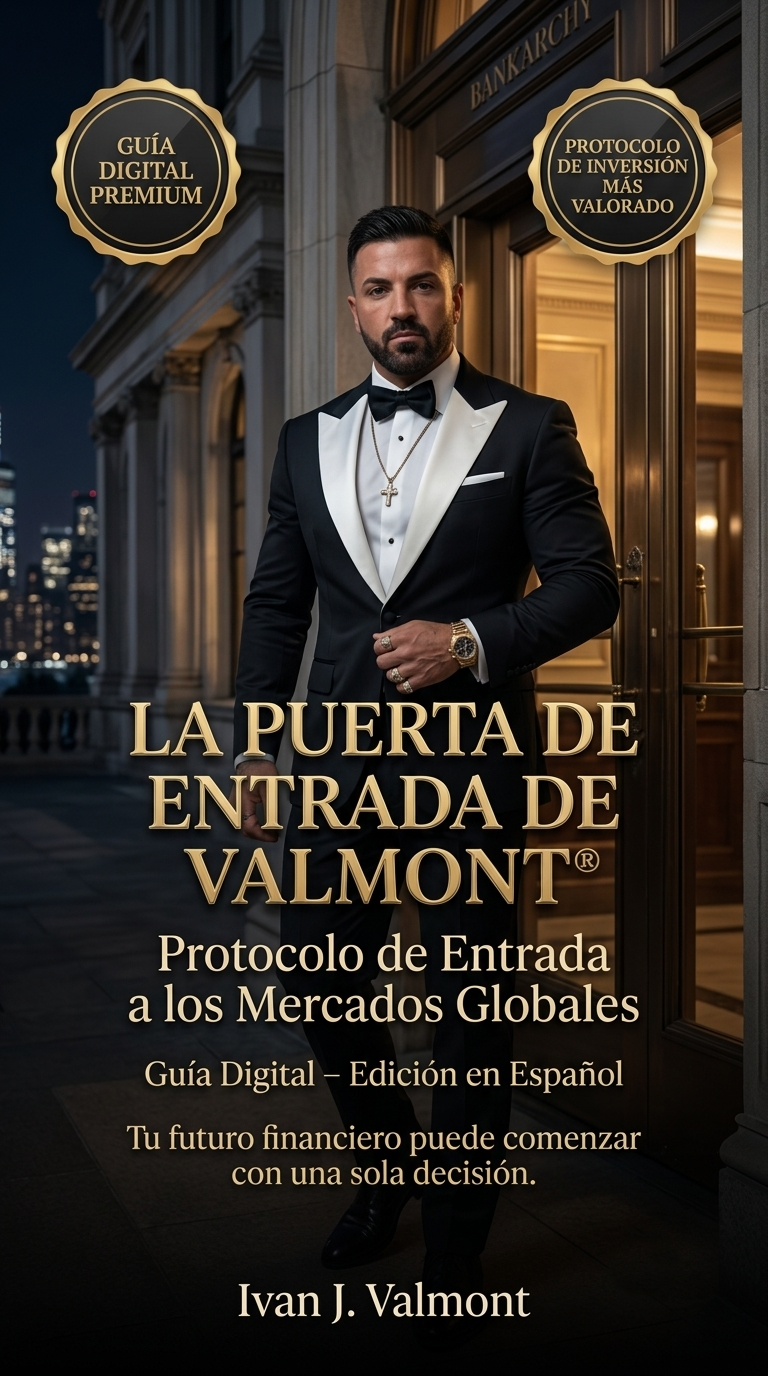 BANKARCHY
GUÍA
DIGITAL
PREMIUM
PROTOCOLO
DE INVERSIÓN
MÁS
VALORADO
LA PUERTA DE
ENTRADA DE
VALMONT®
Protocolo de Entrada
a los Mercados Globales
Guía Digital – Edición en Español
Tu futuro financiero puede comenzar
con una sola decisión.
Ivan J. Valmont